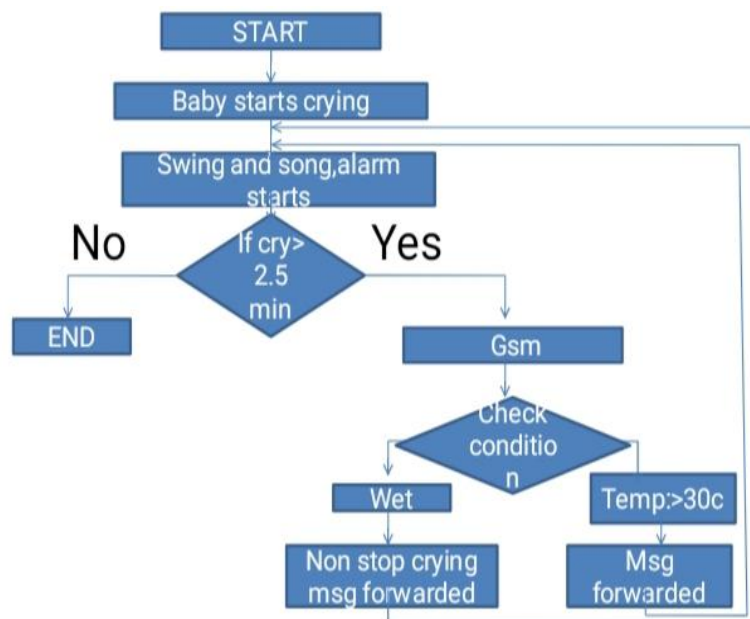 START
Baby starts crying
Swing and song,alarm
starts
No
Yes
If cry>
2.5
min
END
Gsm
Check
conditio
n
Wet
Temp:>30c
Non stop crying
msg forwarded
Msg
forwarded